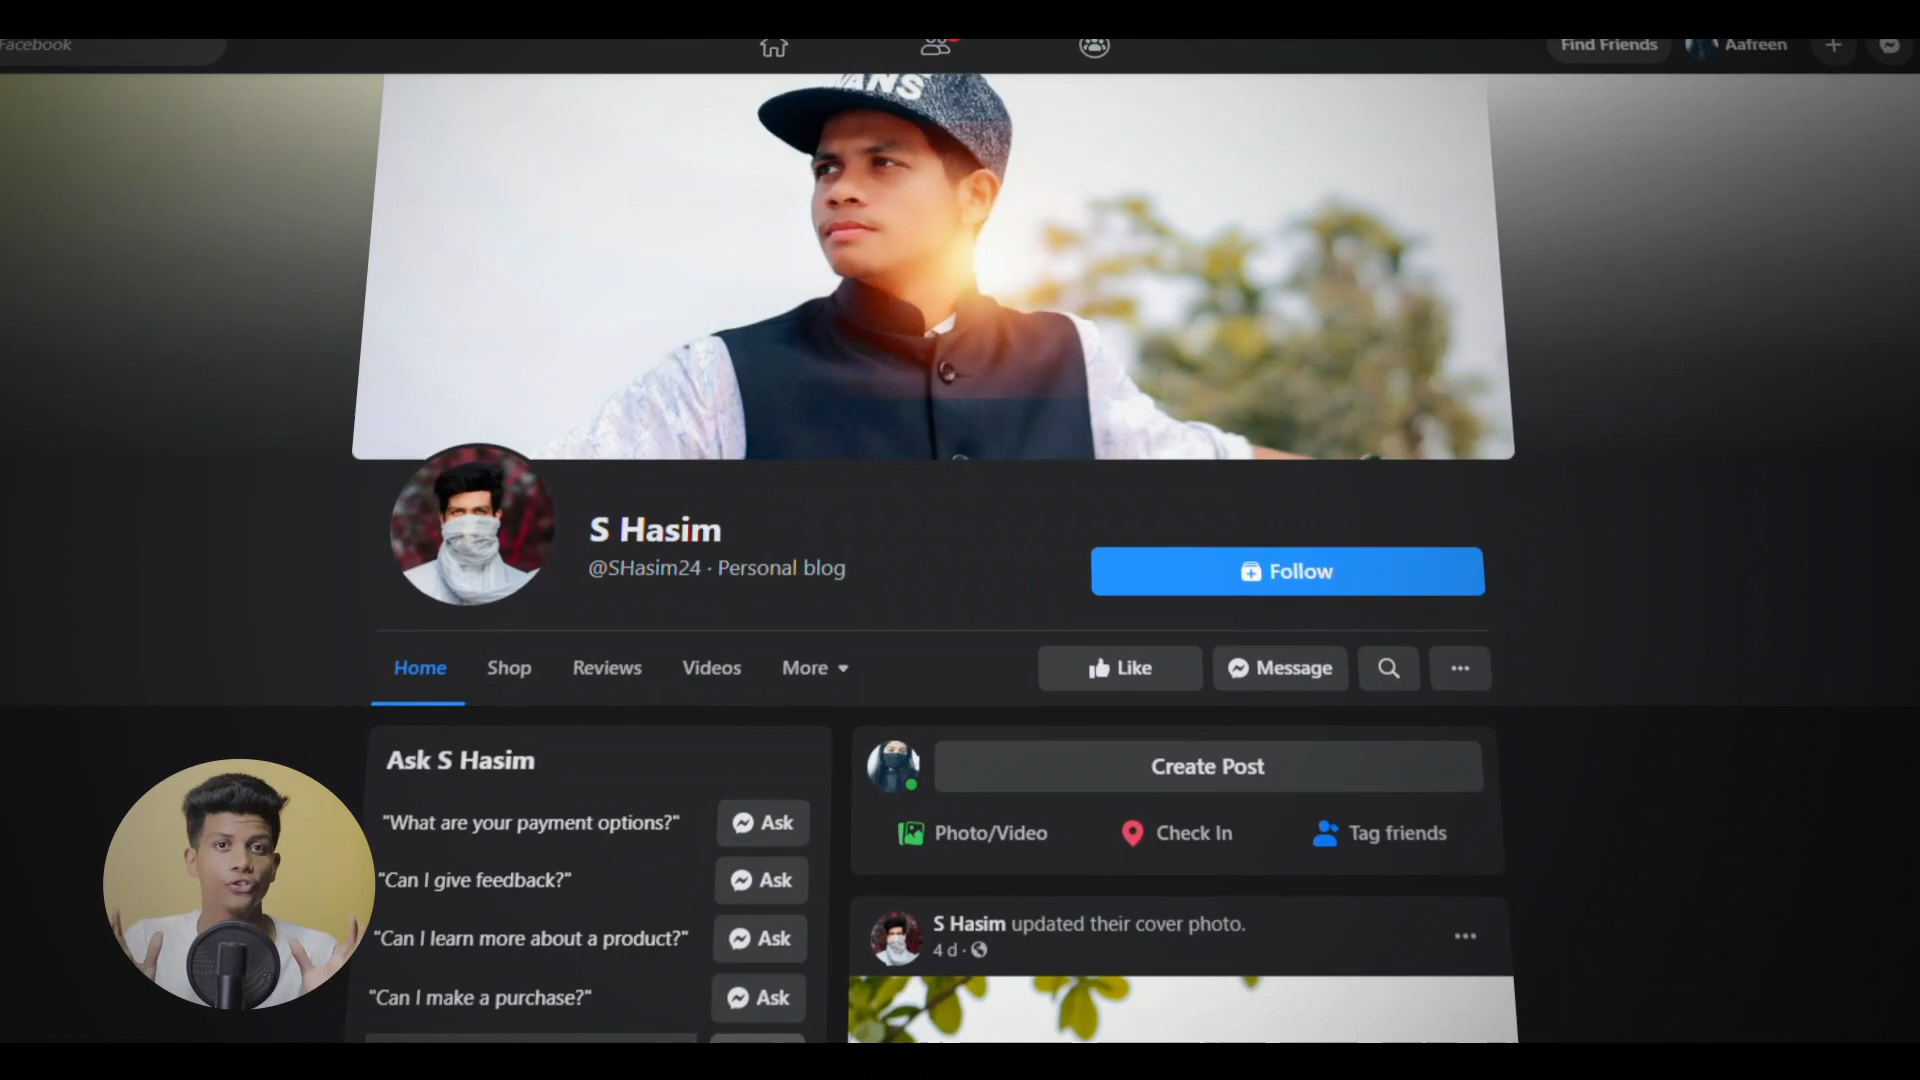 Facebook
Find Friends
Aafreen
VANS
S Hasim
@SHasim24 · Personal blog
Follow
Home
Shop
Reviews
Videos
More
Like
Message
Ask S Hasim
"What are your payment options?"
Ask
"Can I give feedback?"
Ask
"Can I learn more about a product?"
Ask
"Can I make a purchase?"
Ask
Create Post
Photo/Video
Check In
Tag friends
S Hasim updated their cover photo.
4 d ·